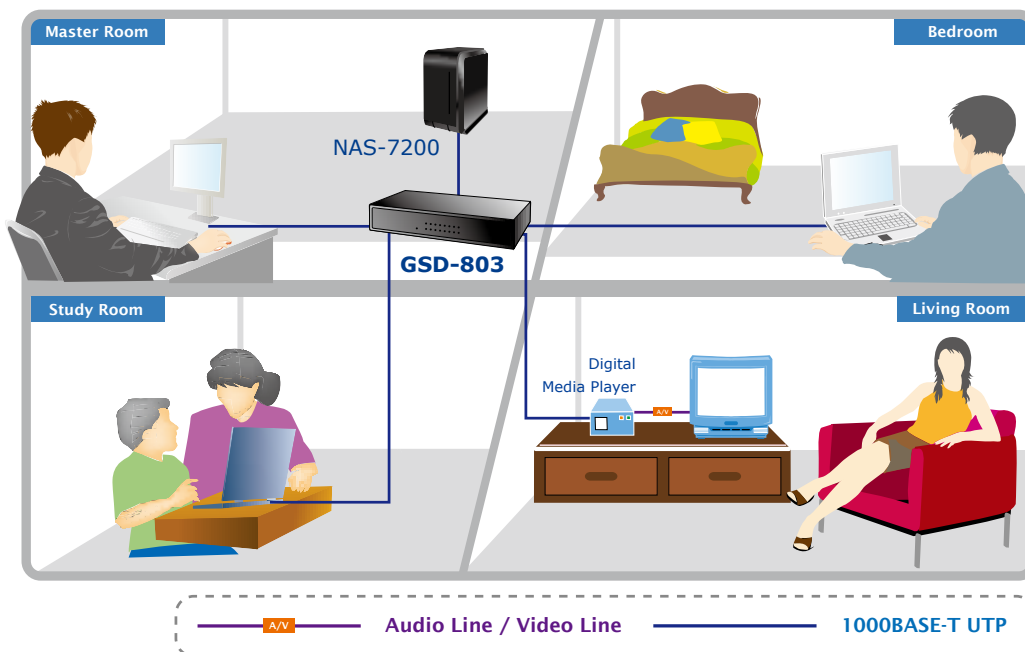 Master Room
Bedroom
NAS-7200
GSD-803
Study Room
Living Room
Digital
Media Player
A/V
A/V
Audio Line / Video Line
1000BASE-T UTP